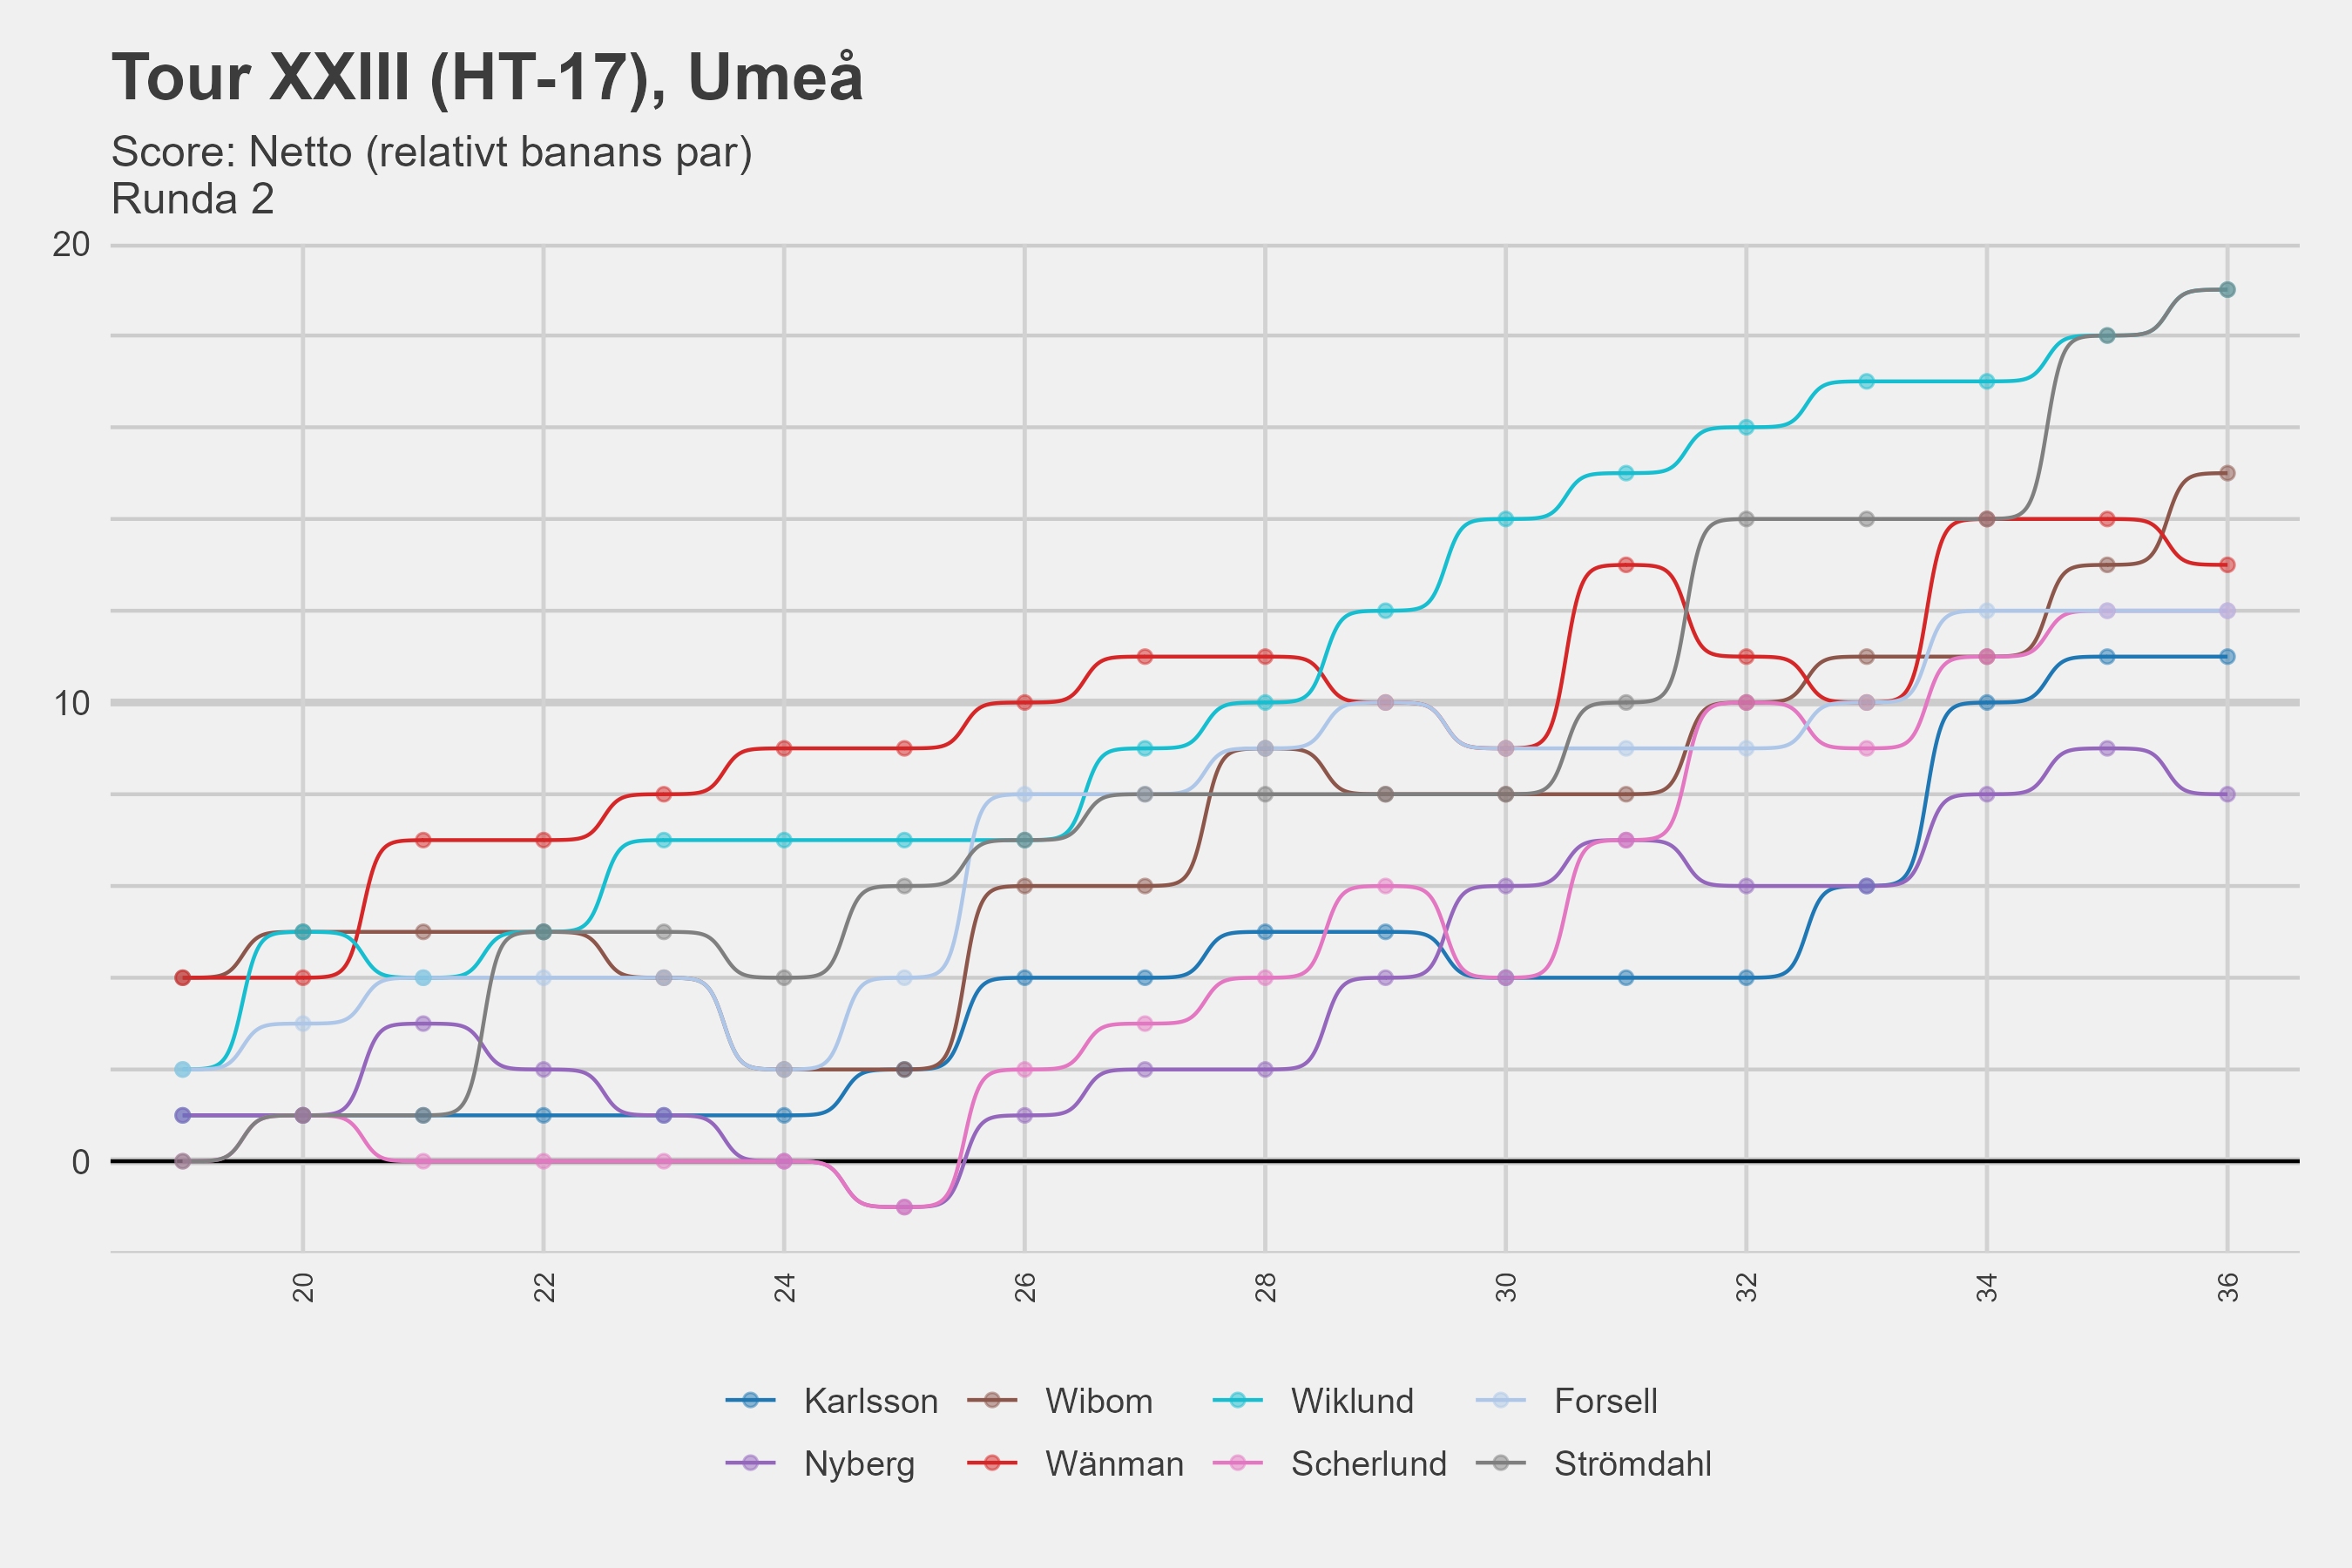 Tour XXIII (HT-17), Umeå
Score: Netto (relativt banans par)
Runda 2
20
10
0
20 22 24 26 28 30 32 34 36
Karlsson Wibom Wiklund Forsell
Nyberg Wänman Scherlund Strömdahl